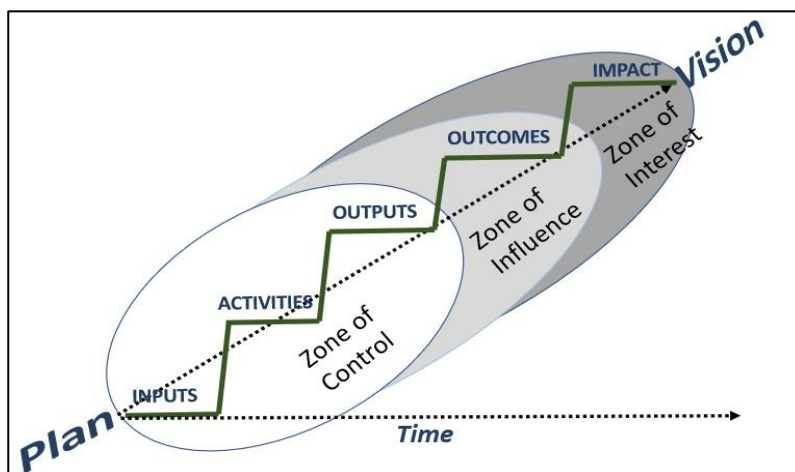 Vision
IMPACT
Zone of
Interest
OUTCOMES
Zone of
Influence
OUTPUTS
ACTIVITIES
Zone of
Control
INPUTS
Plan
Time